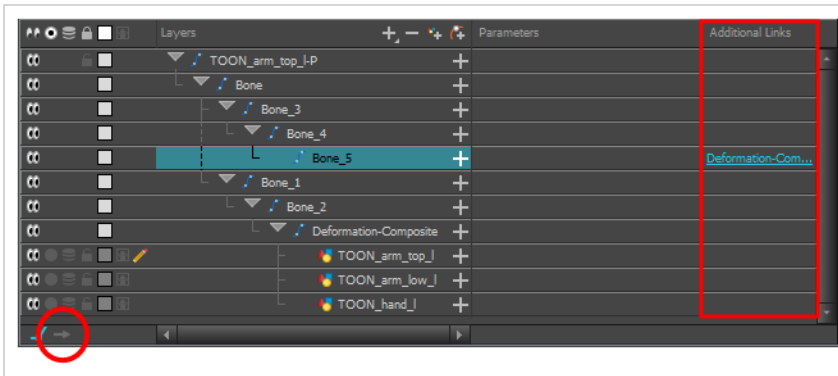 Layers Parameters Additional Links
TOON_arm_top_l-P
Bone
Bone_3
Bone_4
Bone_5 Deformation-Com...
Bone_1
Bone_2
Deformation-Composite
TOON_arm_top_l
TOON_arm_low_l
TOON_hand_l